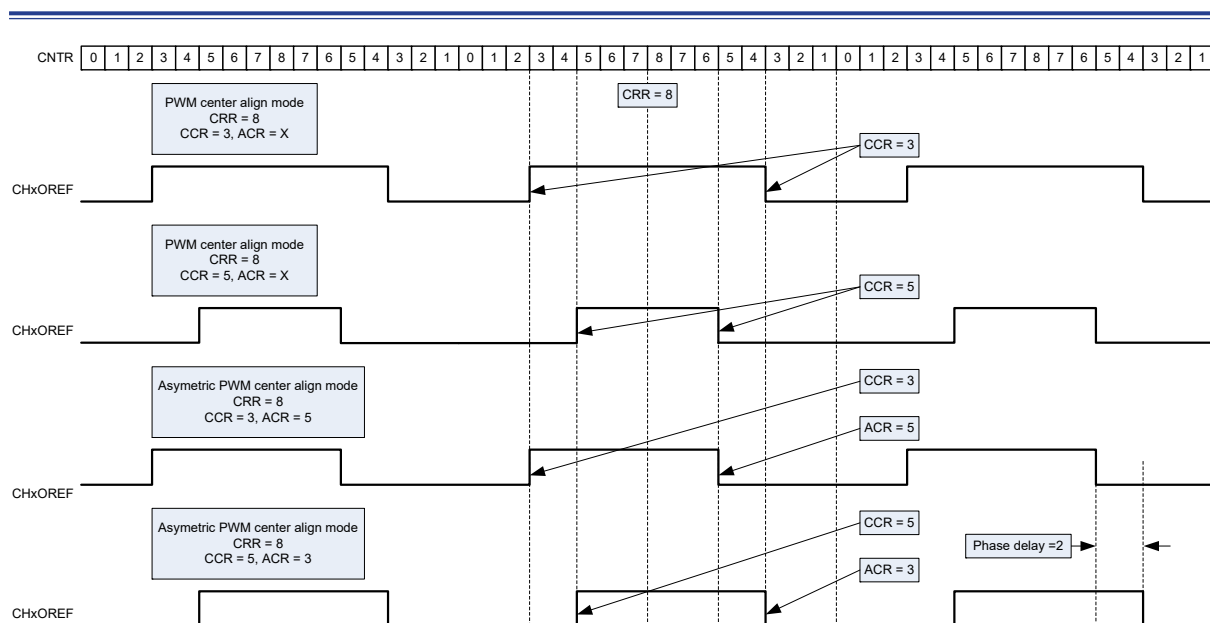 CNTR 0 1 2 3 4 5 6 7 8 7 6 5 4 3 2 1 0 1 2 3 4 5 6 7 8 7 6 5 4 3 2 1 0 1 2 3 4 5 6 7 8 7 6 5 4 3 2 1
PWM center align mode
CRR = 8
CCR = 3, ACR = X
CRR = 8
CCR = 3
CHxOREF
PWM center align mode
CRR = 8
CCR = 5, ACR = X
CCR = 5
CHxOREF
Asymetric PWM center align mode
CRR = 8
CCR = 3, ACR = 5
CCR = 3
ACR = 5
CHxOREF
Asymetric PWM center align mode
CRR = 8
CCR = 5, ACR = 3
CCR = 5
Phase delay =2
ACR = 3
CHxOREF